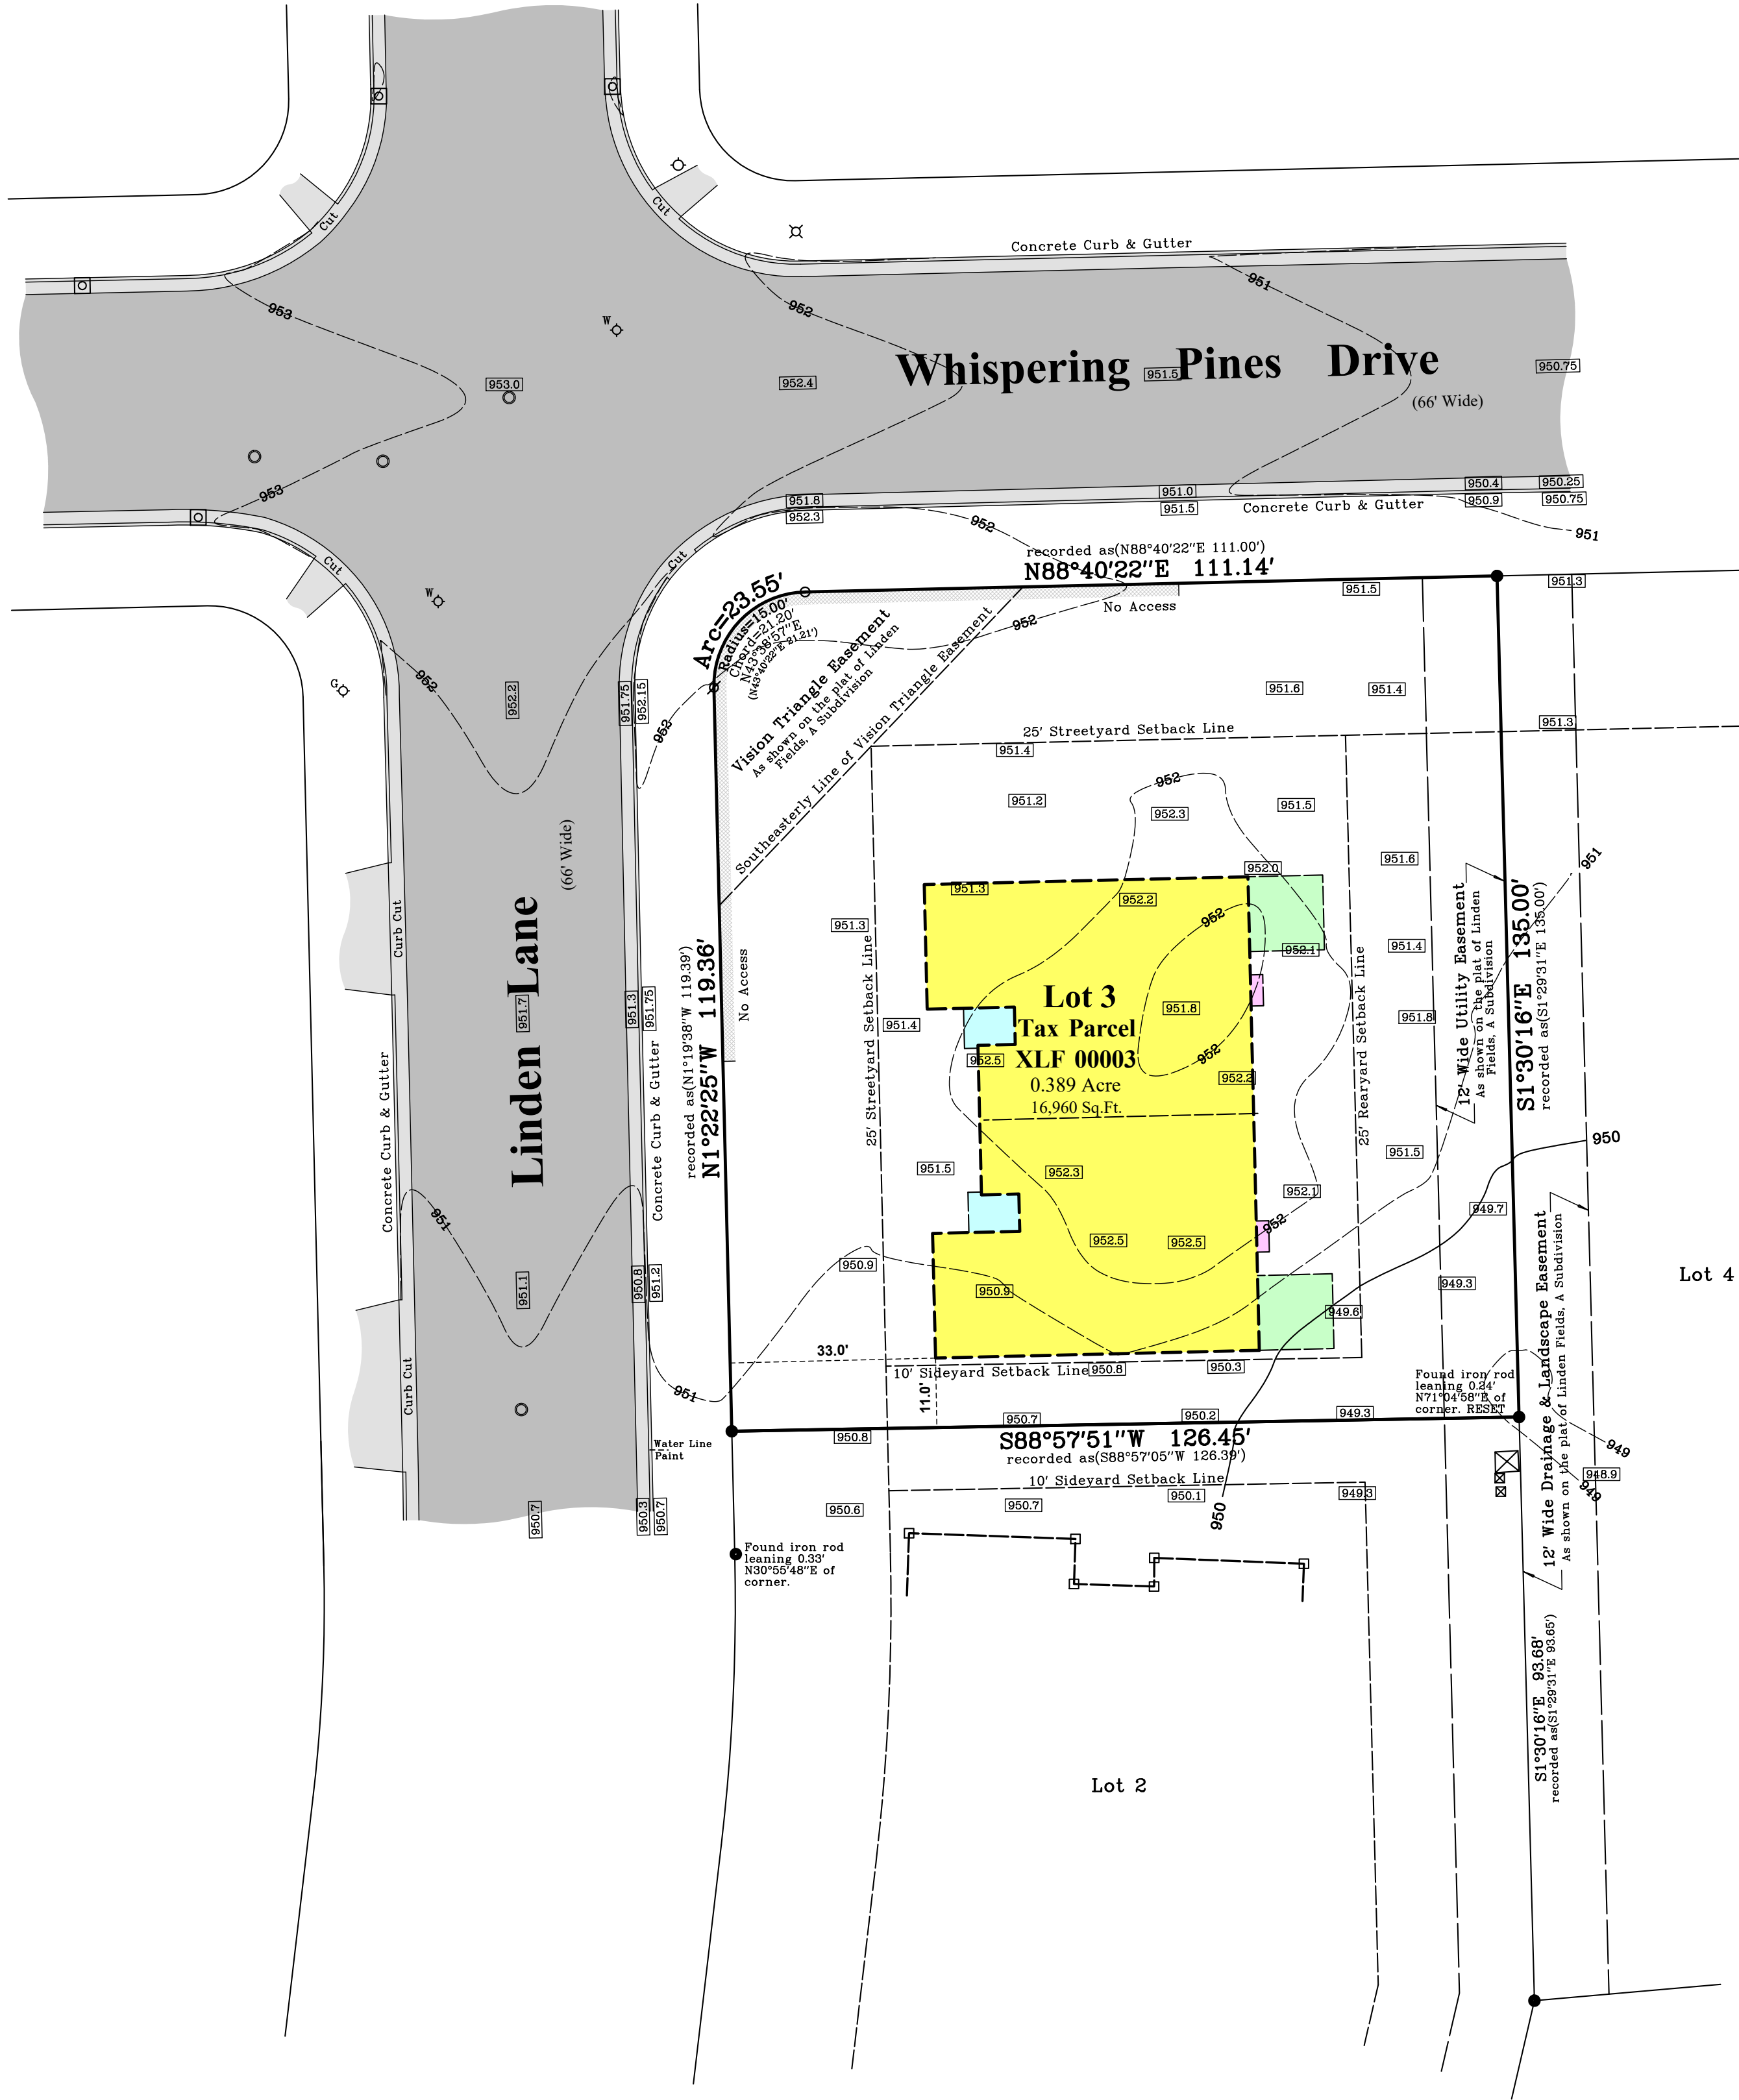 Cut
Cut
Concrete Curb & Gutter
953
952
951
W
Whispering Pines Drive
(66' Wide)
953.0
952.4
951.5
950.75
953
951.8
952.3
951.0
951.5
950.4
950.9
950.25
950.75
Concrete Curb & Gutter
952
951
Cut
Cut
recorded as(N88°40'22"E 111.00')
N88°40'22"E 111.14'
951.5
951.3
No Access
952
W
Arc=23.55'
Radius=15.00'
Chord=21.20'
N43°38'57"E
(N43°40'22"E 21.21')
Vision Triangle Easement
As shown on the plat of Linden
Fields, A Subdivision
Southeasterly Line of Vision Triangle Easement
G
952
952.2
951.75
952.15
952
951.6
951.4
951.3
25' Streetyard Setback Line
951.4
951.2
952
952.3
951.5
951.6
951
Linden Lane
(66' Wide)
Curb Cut
951.3
952.2
952.0
952
952.1
951.4
951.3
25' Stretyard Setback Line
25' Rearyard Setback Line
12' Wide Utility Easement
As shown on the plat of Linden
Fields, A Subdivision
S1°30'16"E 135.00'
recorded as(S1°29'31"E 135.00')
No Access
recorded as(N1°19'38"W 119.39')
N1°22'25"W 119.36'
951.7
951.3
951.75
951.4
Lot 3
Tax Parcel
XLF 00003
0.389 Acre
16,960 Sq.Ft.
951.8
951.8
952.5
952
952.2
Concrete Curb & Gutter
Concrete Curb & Gutter
951.5
952.3
951.5
950
952.1
949.7
951
952.5
952.5
952
951.1
950.8
951.2
950.9
950.9
949.6
949.3
Lot 4
12' Wide Drainage & Landscape Easement
As shown on the plat of Linden Fields, A Subdivision
33.0'
11.0'
10' Sideyard Setback Line
950.8
950.3
Curb Cut
951
Found iron rod
leaning 0.24'
N71°04'58"E of
corner. RESET
950.8
950.7
950.2
949.3
S88°57'51"W 126.45'
recorded as(S88°57'05"W 126.39')
Water Line
Paint
949
948.9
949
10' Sideyard Setback Line
950.7
950.3
950.7
950.6
950.7
950.1
950
949.3
Found iron rod
leaning 0.33'
N30°55'48"E of
corner.
S1°30'16"E 93.68'
recorded as(S1°29'31"E 93.65')
Lot 2